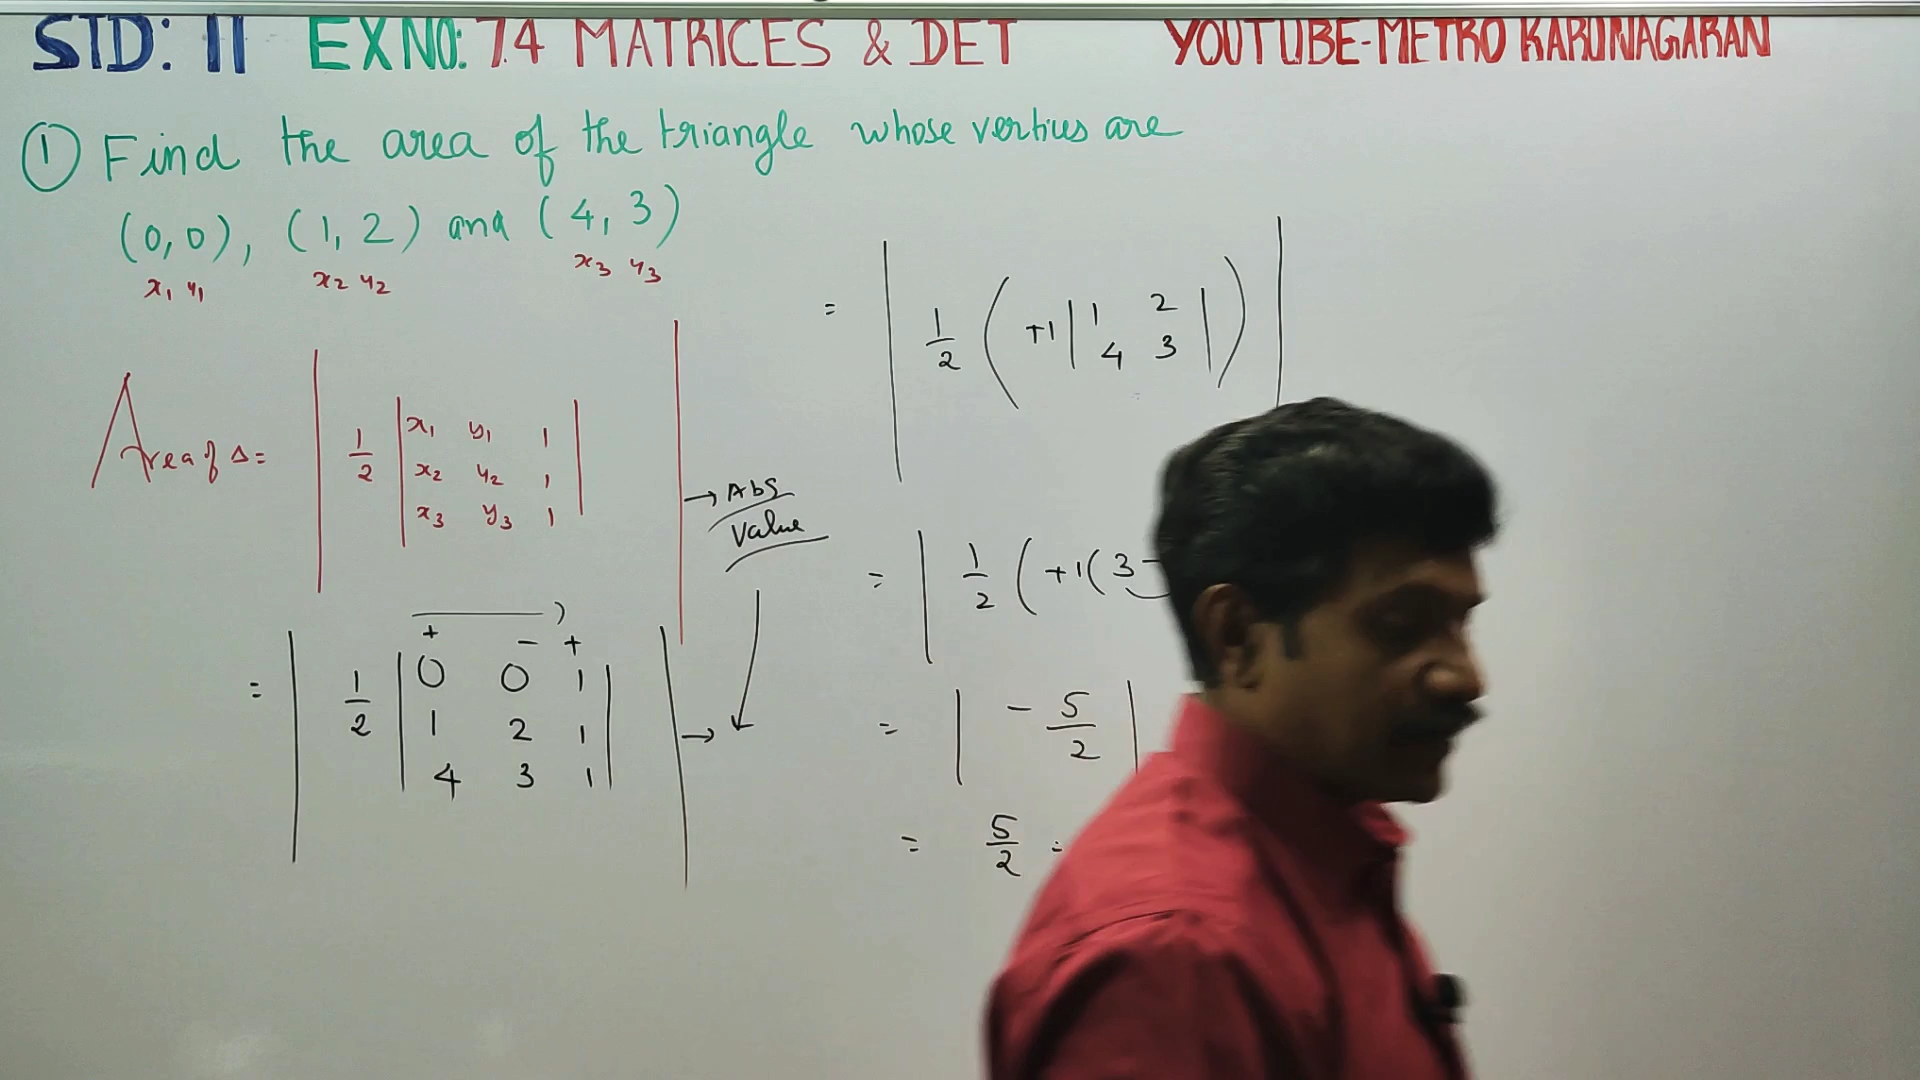 STD: 11 EX NO: 7.4 MATRICES & DET YOUTUBE-METRO KARUNAGARAN
① Find the area of the triangle whose vertices are
(0,0), (1,2) and (4,3)
x₁ y₁ x₂ y₂ x₃ y₃
Area of Δ = | 1/2 | x₁ y₁ 1
x₂ y₂ 1
x₃ y₃ 1 | | → Abs
Value
+ - +
= | 1/2 | 0 0 1
1 2 1
4 3 1 | | →
= | 1/2 ( +1 | 1 2
4 3 | ) |
= | 1/2 ( +1 ( 3 -
= | - 5/2 |
= 5/2 =